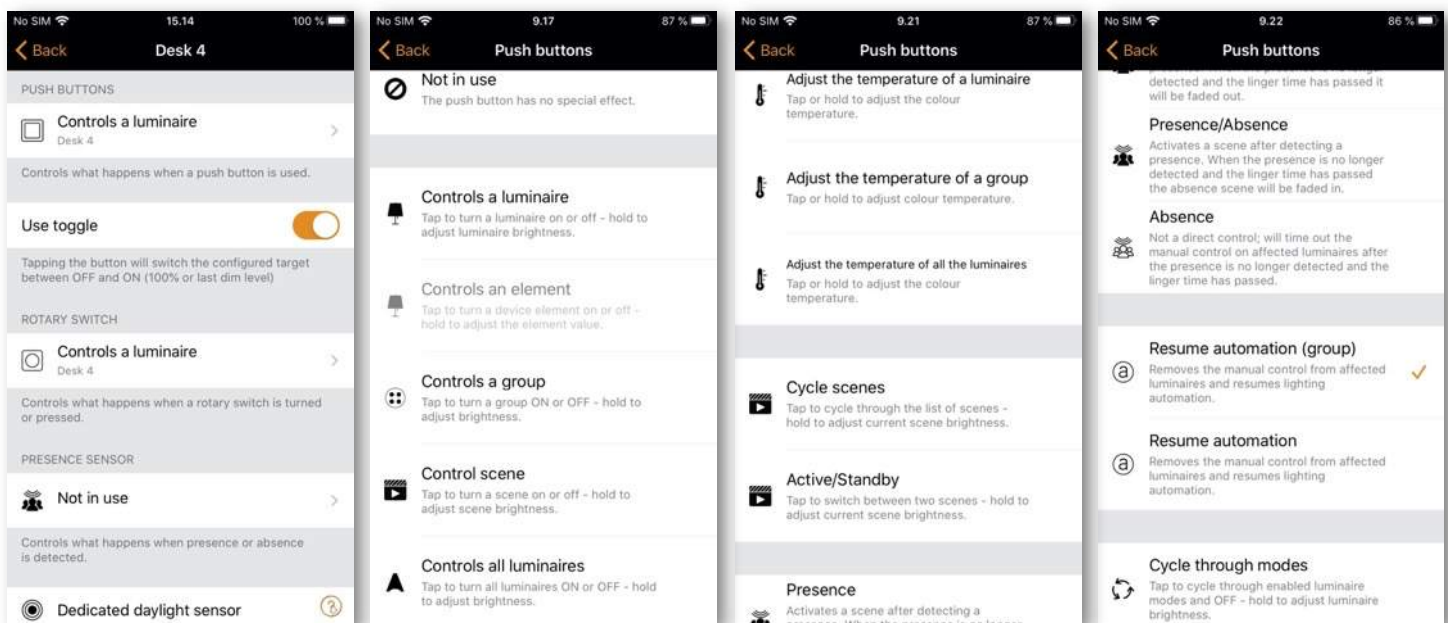 No SIM 15.14 100 %
Back Desk 4
PUSH BUTTONS
Controls a luminaire
Desk 4
Controls what happens when a push button is used.
Use toggle
Tapping the button will switch the configured target
between OFF and ON (100% or last dim level)
ROTARY SWITCH
Controls a luminaire
Desk 4
Controls what happens when a rotary switch is turned
or pressed.
PRESENCE SENSOR
Not in use
Controls what happens when presence or absence
is detected.
Dedicated daylight sensor
No SIM 9.17 87 %
Back Push buttons
Not in use
The push button has no special effect.
Controls a luminaire
Tap to turn a luminaire on or off - hold to
adjust luminaire brightness.
Controls an element
Tap to turn a device element on or off -
hold to adjust the element value.
Controls a group
Tap to turn a group ON or OFF - hold to
adjust brightness.
Control scene
Tap to turn a scene on or off - hold to
adjust scene brightness.
Controls all luminaires
Tap to turn all luminaires ON or OFF - hold
to adjust brightness.
No SIM 9.21 87 %
Back Push buttons
Adjust the temperature of a luminaire
Tap or hold to adjust the colour
temperature.
Adjust the temperature of a group
Tap or hold to adjust colour temperature.
Adjust the temperature of all the luminaires
Tap or hold to adjust the colour
temperature.
Cycle scenes
Tap to cycle through the list of scenes -
hold to adjust current scene brightness.
Active/Standby
Tap to switch between two scenes - hold to
adjust current scene brightness.
Presence
Activates a scene after detecting a
No SIM 9.22 86 %
Back Push buttons
detected and the linger time has passed it
will be faded out.
Presence/Absence
Activates a scene after detecting a
presence. When the presence is no longer
detected and the linger time has passed
the absence scene will be faded in.
Absence
Not a direct control; will time out the
manual control on affected luminaires after
the presence is no longer detected and the
linger time has passed.
Resume automation (group)
a Removes the manual control from affected
luminaires and resumes lighting
automation.
Resume automation
a Removes the manual control from affected
luminaires and resumes lighting
automation.
Cycle through modes
Tap to cycle through enabled luminaire
modes and OFF - hold to adjust luminaire
brightness.